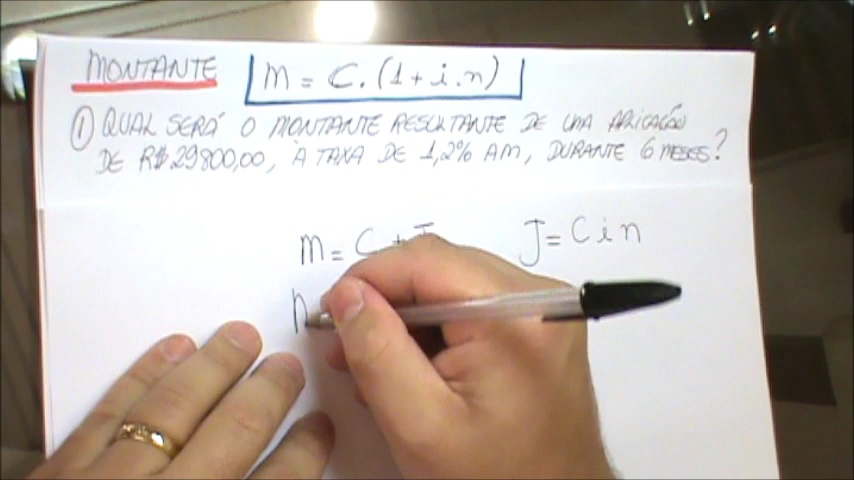 MONTANTE m = C. (1 + i . n)
① QUAL SERÁ O MONTANTE RESULTANTE DE UMA APLICAÇÃO
DE R$ 29800,00, À TAXA DE 1,2% AM, DURANTE 6 MESES?
m = C + J J = C i n